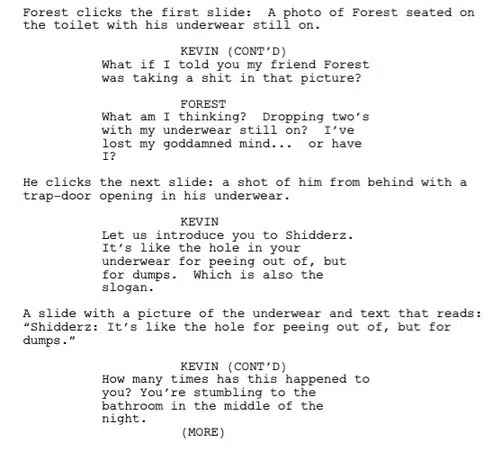 Forest clicks the first slide:  A photo of Forest seated on
the toilet with his underwear still on.
KEVIN (CONT'D)
What if I told you my friend Forest
was taking a shit in that picture?
FOREST
What am I thinking?  Dropping two's
with my underwear still on?  I've
lost my goddamned mind...  or have
I?
He clicks the next slide: a shot of him from behind with a
trap-door opening in his underwear.
KEVIN
Let us introduce you to Shidderz.
It's like the hole in your
underwear for peeing out of, but
for dumps.  Which is also the
slogan.
A slide with a picture of the underwear and text that reads:
“Shidderz: It's like the hole for peeing out of, but for
dumps.”
KEVIN (CONT'D)
How many times has this happened to
you? You're stumbling to the
bathroom in the middle of the
night.
(MORE)